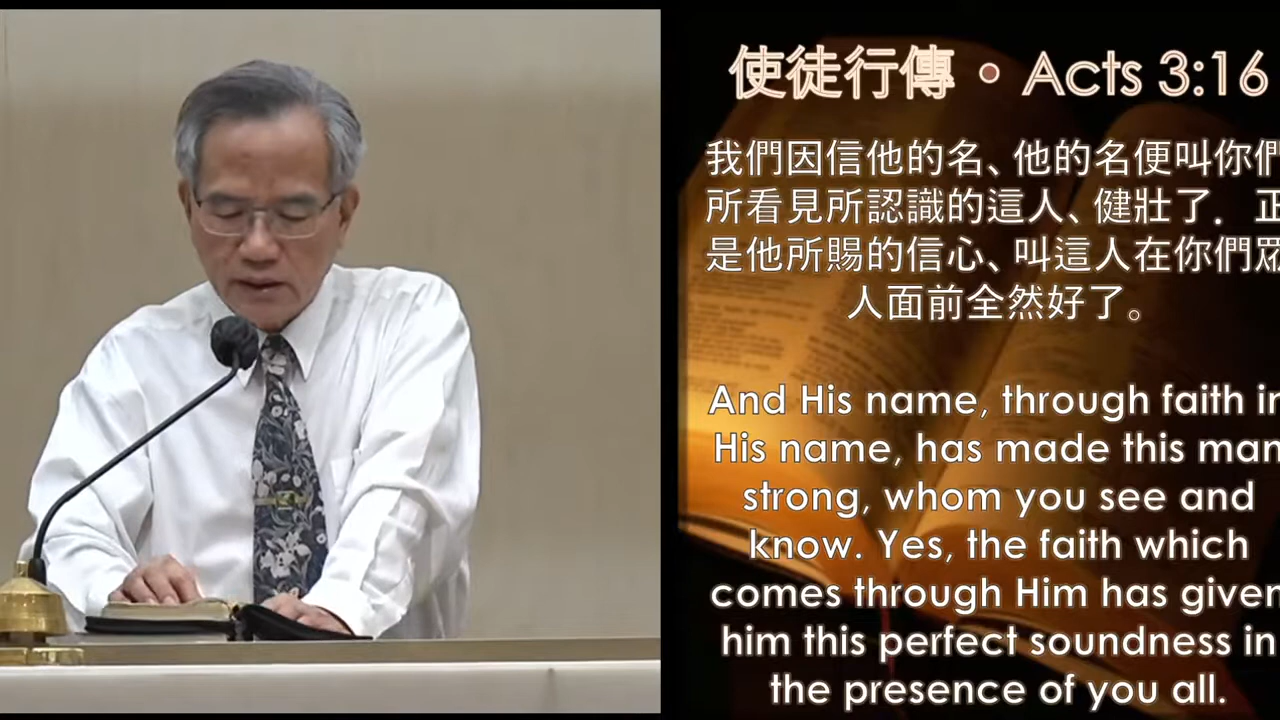 使徒行傳 • Acts 3:16
我們因信他的名、他的名便叫你們
所看見所認識的這人、健壯了．正
是他所賜的信心、叫這人在你們眾
人面前全然好了。
And His name, through faith in
His name, has made this man
strong, whom you see and
know. Yes, the faith which
comes through Him has given
him this perfect soundness in
the presence of you all.